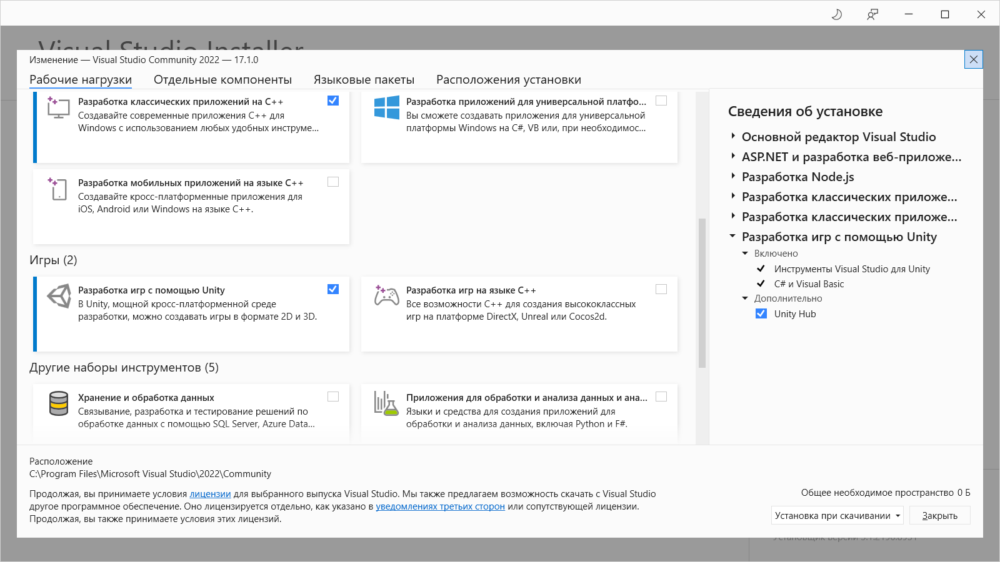 Visual Studio Installer
Изменение — Visual Studio Community 2022 — 17.1.0
Рабочие нагрузки Отдельные компоненты Языковые пакеты Расположения установки
Разработка классических приложений на C++
Создавайте современные приложения C++ для
Windows с использованием любых удобных инструме...
Разработка приложений для универсальной платфо...
Вы сможете создавать приложения для универсальной
платформы Windows на C#, VB или, при необходимос...
Разработка мобильных приложений на языке C++
Создавайте кросс-платформенные приложения для
iOS, Android или Windows на языке C++.
Игры (2)
Разработка игр с помощью Unity
В Unity, мощной кросс-платформенной среде
разработки, можно создавать игры в формате 2D и 3D.
Разработка игр на языке C++
Все возможности C++ для создания высококлассных
игр на платформе DirectX, Unreal или Cocos2d.
Другие наборы инструментов (5)
Хранение и обработка данных
Связывание, разработка и тестирование решений по
обработке данных с помощью SQL Server, Azure Data...
Приложения для обработки и анализа данных и ана...
Языки и средства для создания приложений для
обработки и анализа данных, включая Python и F#.
Сведения об установке
Основной редактор Visual Studio
ASP.NET и разработка веб-приложе...
Разработка Node.js
Разработка классических приложе...
Разработка классических приложе...
Разработка игр с помощью Unity
Включено
Инструменты Visual Studio для Unity
C# и Visual Basic
Дополнительно
Unity Hub
Расположение
C:\Program Files\Microsoft Visual Studio\2022\Community
Продолжая, вы принимаете условия лицензии для выбранного выпуска Visual Studio. Мы также предлагаем возможность скачать с Visual Studio
другое программное обеспечение. Оно лицензируется отдельно, как указано в уведомлениях третьих сторон или сопутствующей лицензии.
Продолжая, вы также принимаете условия этих лицензий.
Общее необходимое пространство 0 Б
Установка при скачивании Закрыть
Установщик версии